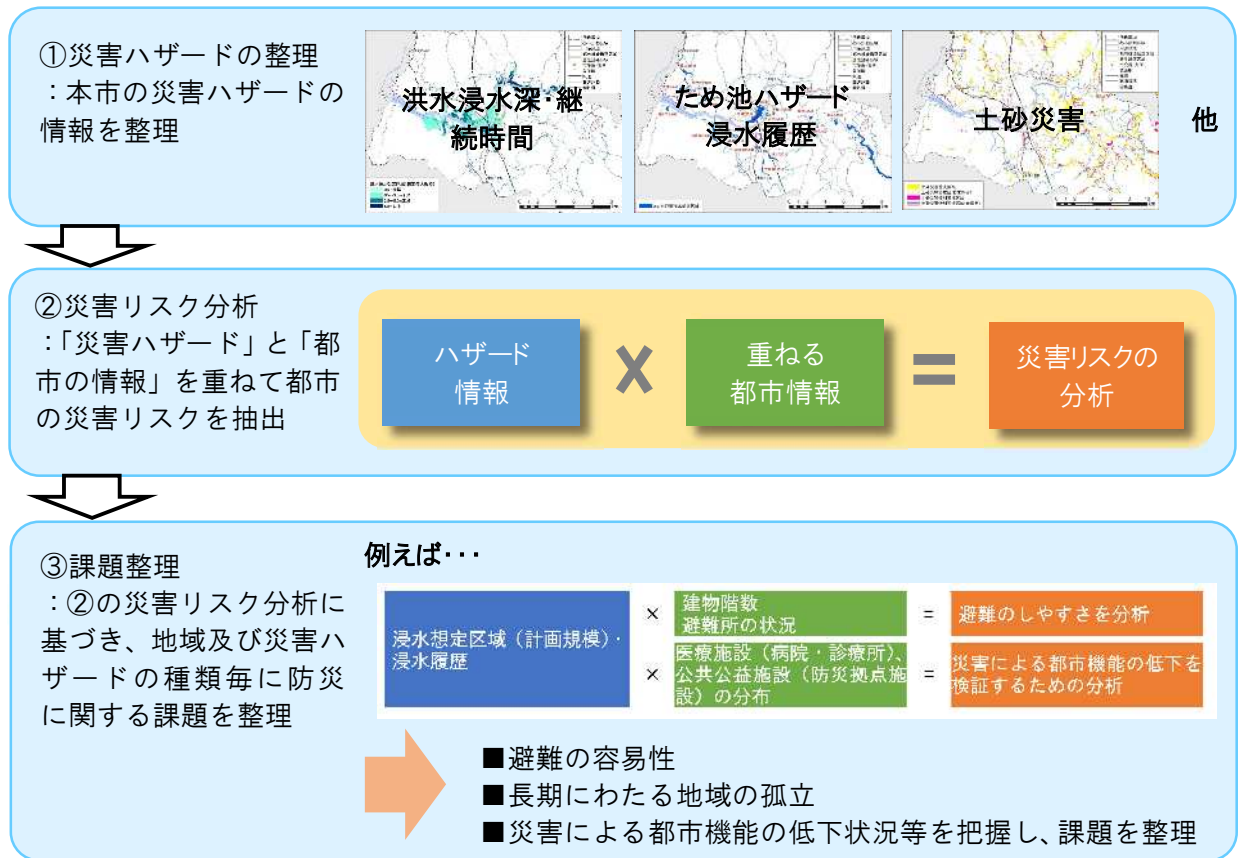 ①災害ハザードの整理
：本市の災害ハザードの
情報を整理
洪水浸水深・継
続時間
ため池ハザード
浸水履歴
土砂災害
他
②災害リスク分析
：「災害ハザード」と「都
市の情報」を重ねて都市
の災害リスクを抽出
ハザード
情報
×
重ねる
都市情報
=
災害リスクの
分析
③課題整理
：②の災害リスク分析に
基づき、地域及び災害ハ
ザードの種類毎に防災
に関する課題を整理
例えば・・・
浸水想定区域（計画規模）・
浸水履歴
×
建物階数
避難所の状況
=
避難のしやすさを分析
×
医療施設（病院・診療所）、
公共公益施設（防災拠点施
設）の分布
=
災害による都市機能の低下を
検証するための分析
■避難の容易性
■長期にわたる地域の孤立
■災害による都市機能の低下状況等を把握し、課題を整理